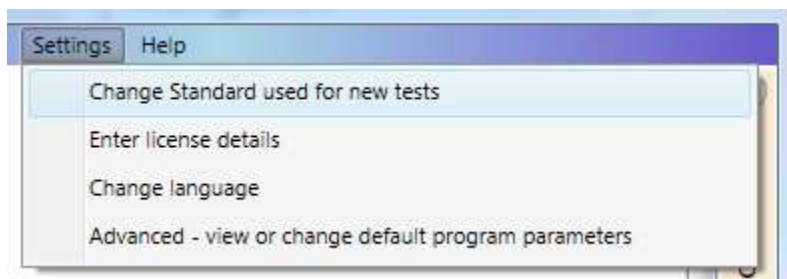 Settings Help
Change Standard used for new tests
Enter license details
Change language
Advanced - view or change default program parameters